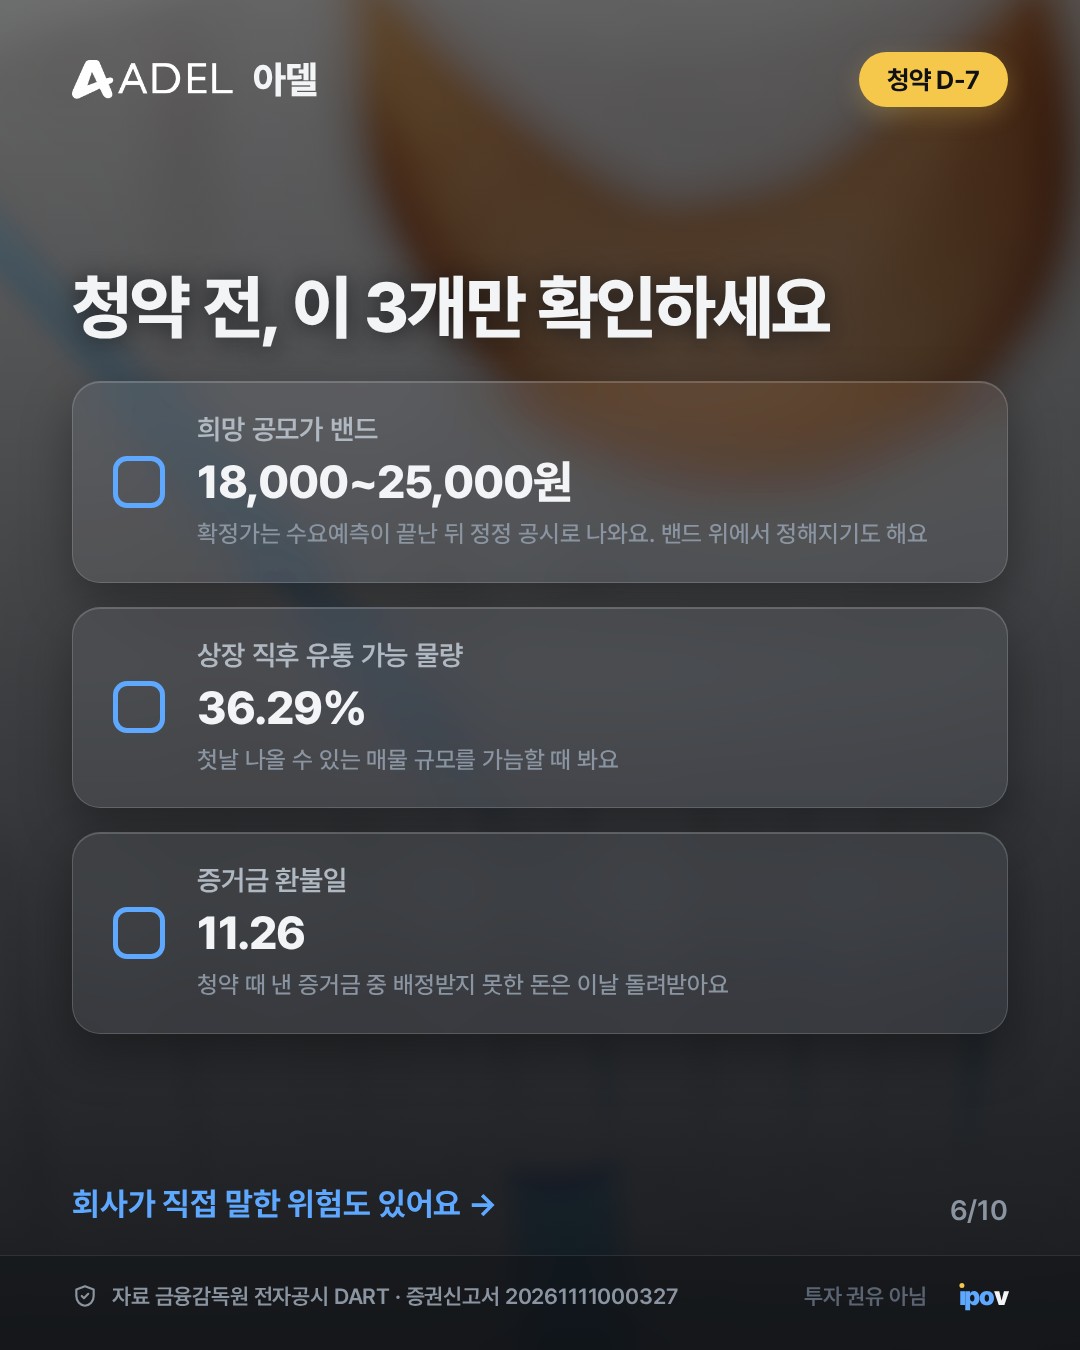 ADEL 아델
청약 D-7
청약 전, 이 3개만 확인하세요
희망 공모가 밴드
18,000~25,000원
확정가는 수요예측이 끝난 뒤 정정 공시로 나와요. 밴드 위에서 정해지기도 해요
상장 직후 유통 가능 물량
36.29%
첫날 나올 수 있는 매물 규모를 가늠할 때 봐요
증거금 환불일
11.26
청약 때 낸 증거금 중 배정받지 못한 돈은 이날 돌려받아요
회사가 직접 말한 위험도 있어요 →
6/10
자료 금융감독원 전자공시 DART · 증권신고서 20261111000327
투자 권유 아님
ipov